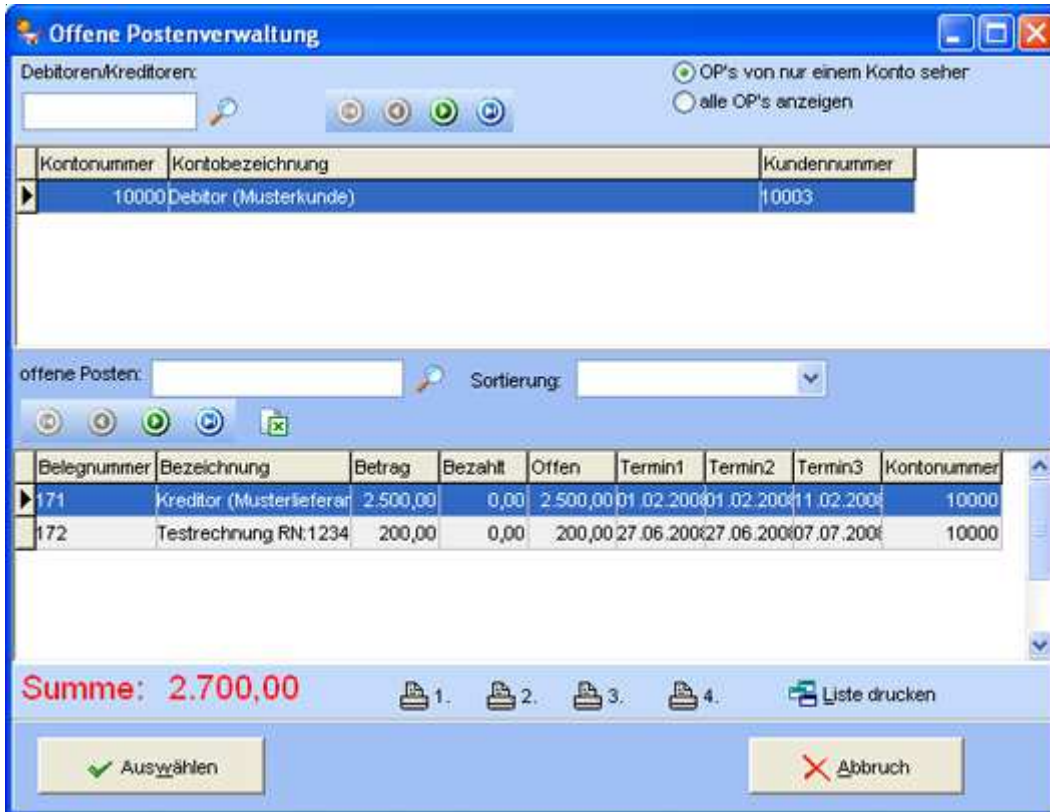 Offene Postenverwaltung
Debitoren/Kreditoren:
OP's von nur einem Konto seher
alle OP's anzeigen
Kontonummer Kontobezeichnung Kundennummer
10000 Debitor (Musterkunde) 10003
offene Posten: Sortierung:
Belegnummer Bezeichnung Betrag Bezahlt Offen Termin1 Termin2 Termin3 Kontonummer
171 Kreditor (Musterlieferar 2.500,00 0,00 2.500,00 01.02.200 01.02.200 11.02.200 10000
172 Testrechnung RN:1234 200,00 0,00 200,00 27.06.200 27.06.200 07.07.200 10000
Summe: 2.700,00 1. 2. 3. 4. Liste drucken
Auswählen Abbruch